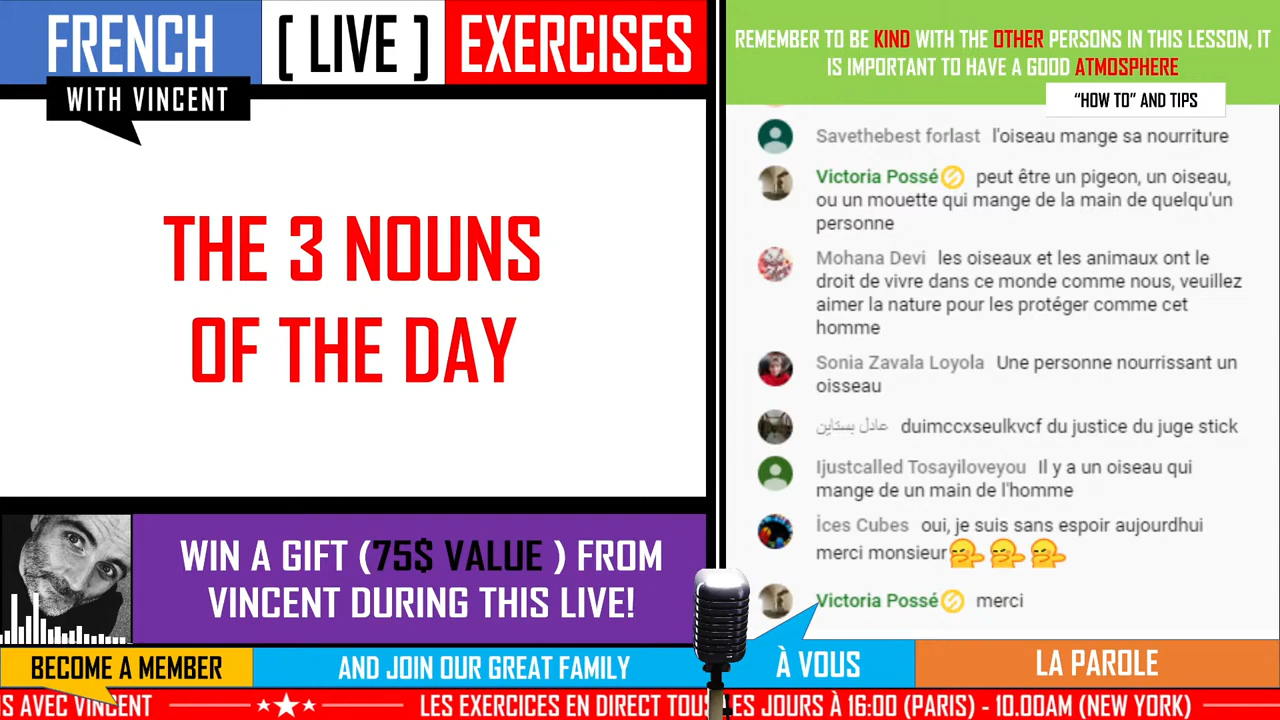 FRENCH [ LIVE ] EXERCISES
WITH VINCENT
THE 3 NOUNS
OF THE DAY
WIN A GIFT (75$ VALUE ) FROM
VINCENT DURING THIS LIVE!
BECOME A MEMBER
AND JOIN OUR GREAT FAMILY
REMEMBER TO BE KIND WITH THE OTHER PERSONS IN THIS LESSON, IT
IS IMPORTANT TO HAVE A GOOD ATMOSPHERE
“HOW TO” AND TIPS
Savethebest forlast l'oiseau mange sa nourriture
Victoria Possé peut être un pigeon, un oiseau,
ou un mouette qui mange de la main de quelqu'un
personne
Mohana Devi les oiseaux et les animaux ont le
droit de vivre dans ce monde comme nous, veuillez
aimer la nature pour les protéger comme cet
homme
Sonia Zavala Loyola Une personne nourrissant un
oisseau
عادل بستاين duimccxseulkvcf du justice du juge stick
Ijustcalled Tosayiloveyou Il y a un oiseau qui
mange de un main de l'homme
İces Cubes oui, je suis sans espoir aujourdhui
merci monsieur
Victoria Possé merci
À VOUS
LA PAROLE
S AVEC VINCENT LES EXERCICES EN DIRECT TOUS LES JOURS À 16:00 (PARIS) - 10.00AM (NEW YORK)